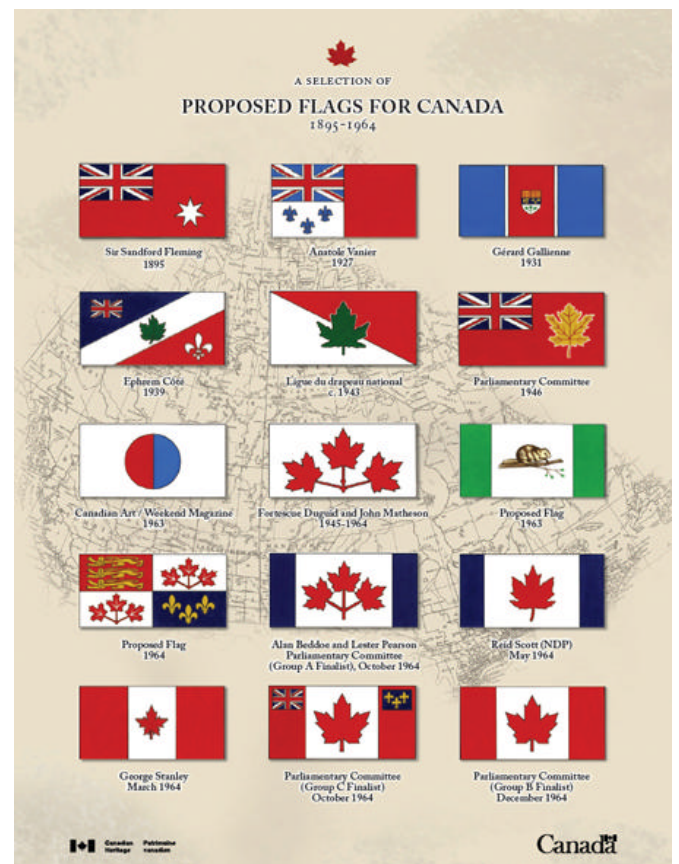 A SELECTION OF
PROPOSED FLAGS FOR CANADA
1895-1964
Sir Sandford Fleming
1895
Anatole Vanier
1927
Gérard Gallienne
1931
Ephrem Côté
1939
Ligue du drapeau national
c. 1943
Parliamentary Committee
1946
Canadian Art / Weekend Magazine
1963
Fortescue Duguid and John Matheson
1945-1964
Proposed Flag
1963
Proposed Flag
1964
Alan Beddoe and Lester Pearson
Parliamentary Committee
(Group A Finalist), October 1964
Reid Scott (NDP)
May 1964
George Stanley
March 1964
Parliamentary Committee
(Group C Finalist)
October 1964
Parliamentary Committee
(Group B Finalist)
December 1964
Canadian Patrimoine
Heritage canadien
Canada